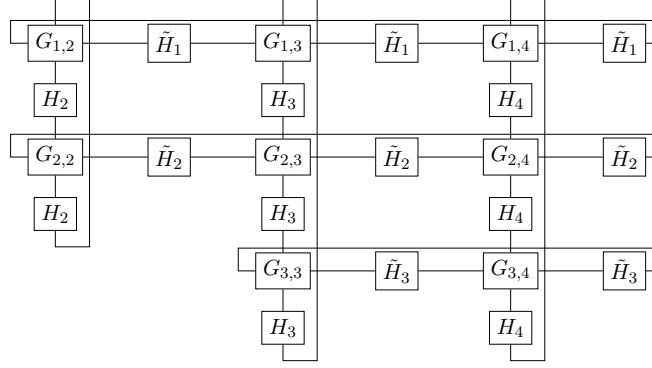 G_{1,2} H̃_1 G_{1,3} H̃_1 G_{1,4} H̃_1
H_2 H_3 H_4
G_{2,2} H̃_2 G_{2,3} H̃_2 G_{2,4} H̃_2
H_2 H_3 H_4
G_{3,3} H̃_3 G_{3,4} H̃_3
H_3 H_4